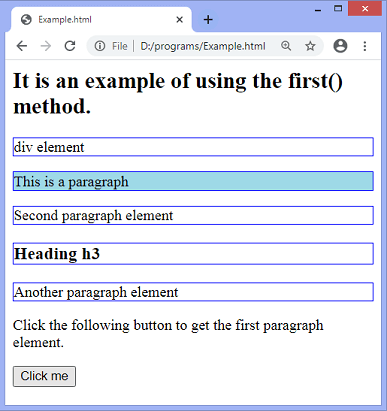 Example.html
File | D:/programs/Example.html
It is an example of using the first()
method.
div element
This is a paragraph
Second paragraph element
Heading h3
Another paragraph element
Click the following button to get the first paragraph
element.
Click me